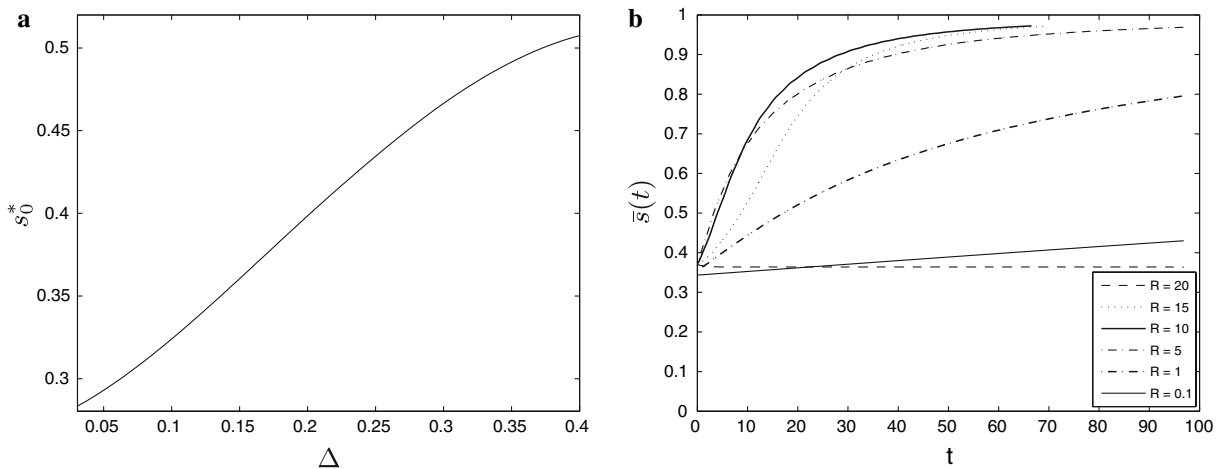 a
0.5
0.45
0.4
0.35
0.3
s₀*
0.05 0.1 0.15 0.2 0.25 0.3 0.35 0.4
Δ
b
1
0.9
0.8
0.7
0.6
0.5
0.4
0.3
0.2
0.1
0
s̄(t)
R = 20
R = 15
R = 10
R = 5
R = 1
R = 0.1
0 10 20 30 40 50 60 70 80 90 100
t